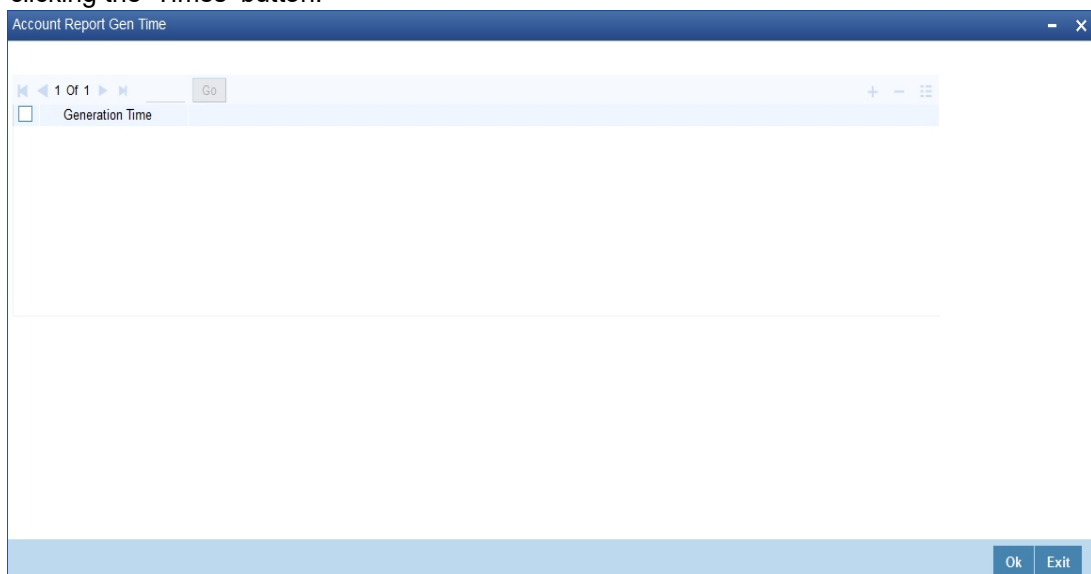 clicking the 'Times' button.
Account Report Gen Time
1 Of 1 Go
Generation Time
Ok Exit